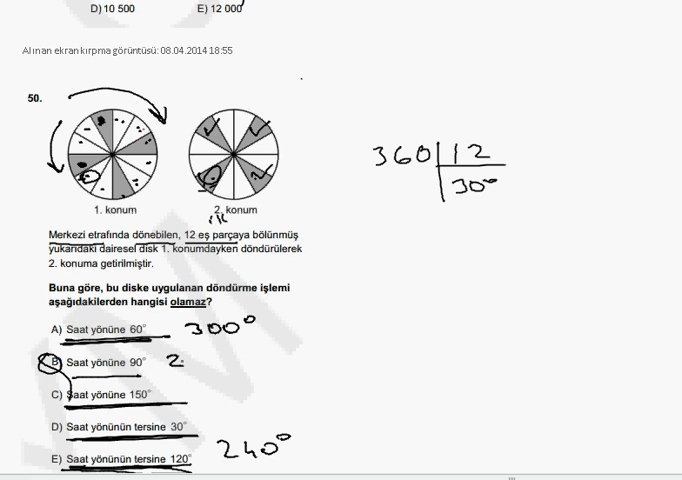 D) 10 500 E) 12 000
Alınan ekran kırpma görüntüsü: 08.04.2014 18:55
50.
360 12
30°
1. konum 2. konum
Merkezi etrafında dönebilen, 12 eş parçaya bölünmüş
yukarıdaki dairesel disk 1. konumdayken döndürülerek
2. konuma getirilmiştir.
Buna göre, bu diske uygulanan döndürme işlemi
aşağıdakilerden hangisi olamaz?
A) Saat yönüne 60° 300°
B) Saat yönüne 90° 2.
C) Saat yönüne 150°
D) Saat yönünün tersine 30°
E) Saat yönünün tersine 120° 240°